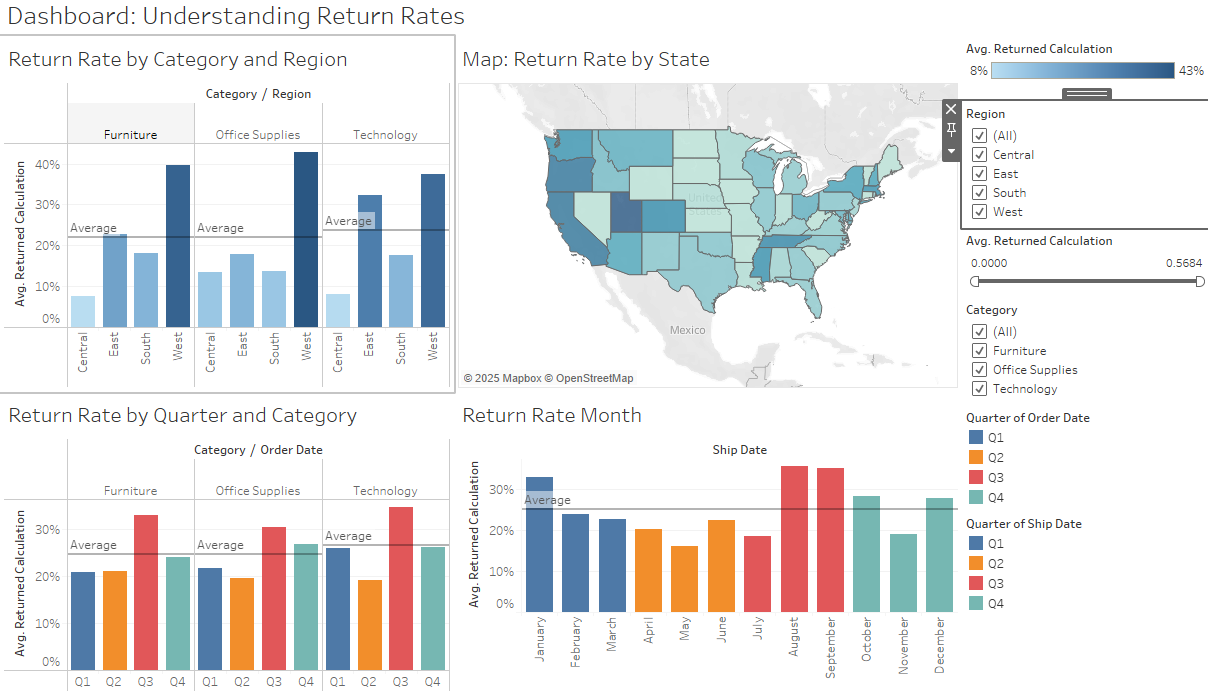 Dashboard: Understanding Return Rates
Return Rate by Category and Region
Category / Region
Furniture
Office Supplies
Technology
Avg. Returned Calculation
40%
30%
20%
10%
0%
Average
Average
Average
Central
East
South
West
Central
East
South
West
Central
East
South
West
Map: Return Rate by State
United
States
Mexico
© 2025 Mapbox © OpenStreetMap
Avg. Returned Calculation
8%
43%
Region
(All)
Central
East
South
West
Avg. Returned Calculation
0.0000
0.5684
Category
(All)
Furniture
Office Supplies
Technology
Quarter of Order Date
Q1
Q2
Q3
Q4
Quarter of Ship Date
Q1
Q2
Q3
Q4
Return Rate by Quarter and Category
Category / Order Date
Furniture
Office Supplies
Technology
Avg. Returned Calculation
30%
20%
10%
0%
Average
Average
Average
Q1
Q2
Q3
Q4
Q1
Q2
Q3
Q4
Q1
Q2
Q3
Q4
Return Rate Month
Ship Date
Avg. Returned Calculation
30%
20%
10%
0%
Average
January
February
March
April
May
June
July
August
September
October
November
December